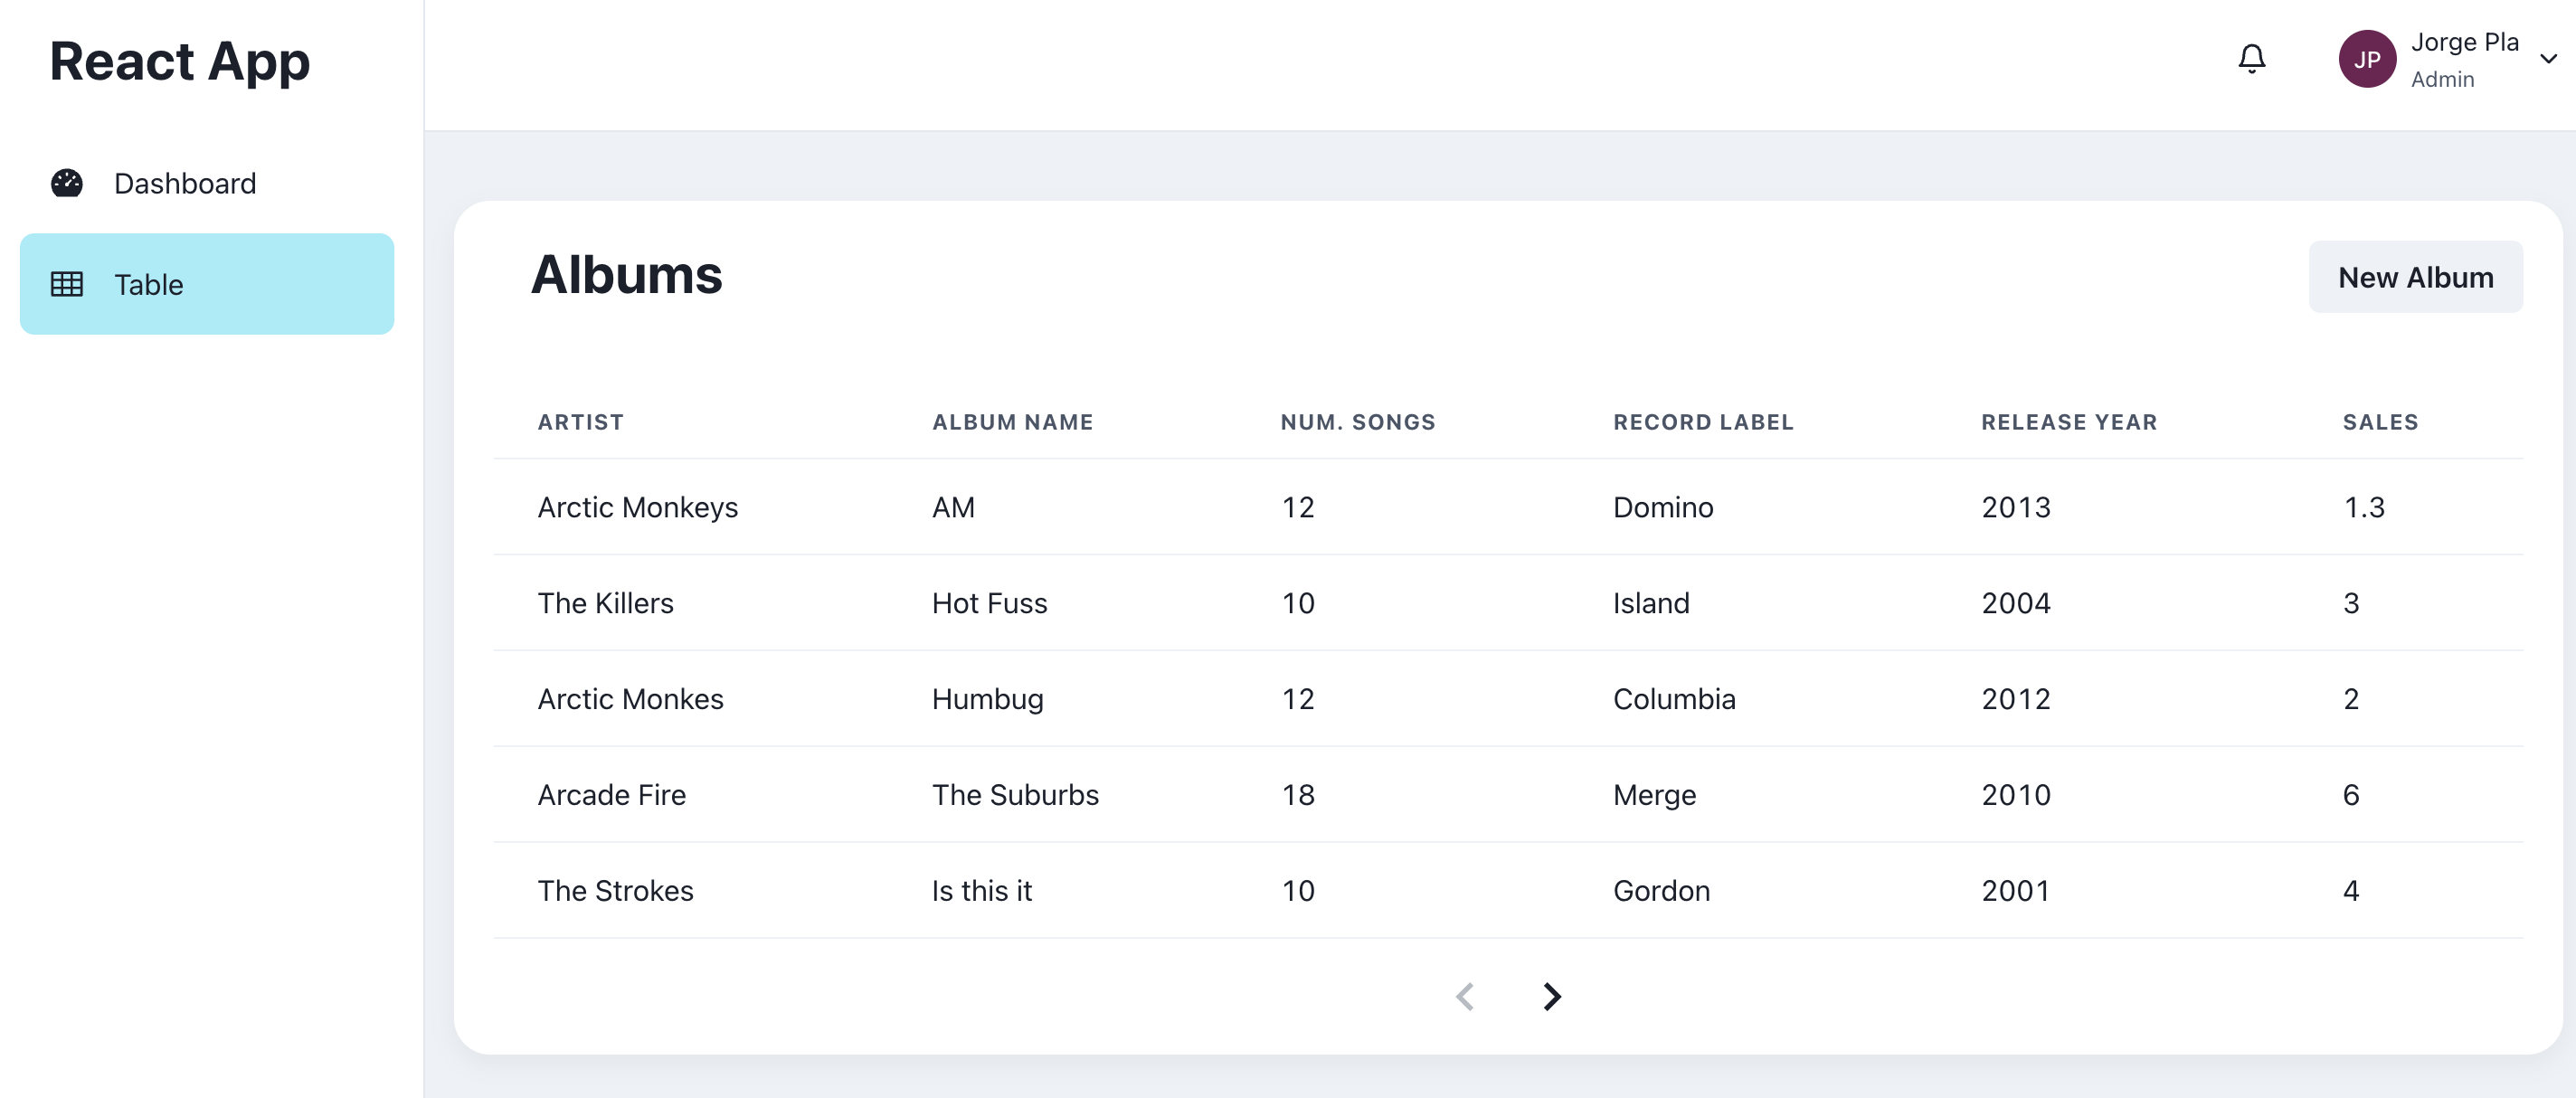 React App
Jorge Pla
JP
Admin
Dashboard
Table
Albums
New Album
ARTIST ALBUM NAME NUM. SONGS RECORD LABEL RELEASE YEAR SALES
Arctic Monkeys AM 12 Domino 2013 1.3
The Killers Hot Fuss 10 Island 2004 3
Arctic Monkes Humbug 12 Columbia 2012 2
Arcade Fire The Suburbs 18 Merge 2010 6
The Strokes Is this it 10 Gordon 2001 4